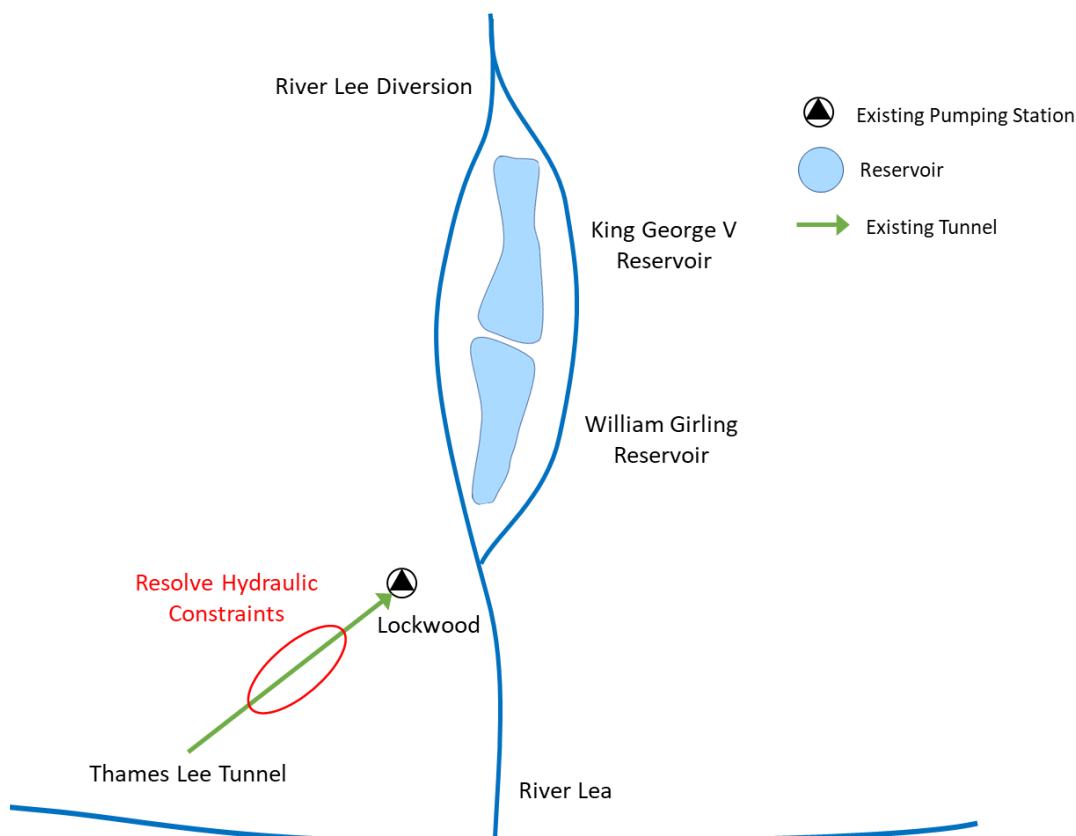 River Lee Diversion
Existing Pumping Station
Reservoir
Existing Tunnel
King George V
Reservoir
William Girling
Reservoir
Resolve Hydraulic
Constraints
Lockwood
Thames Lee Tunnel
River Lea